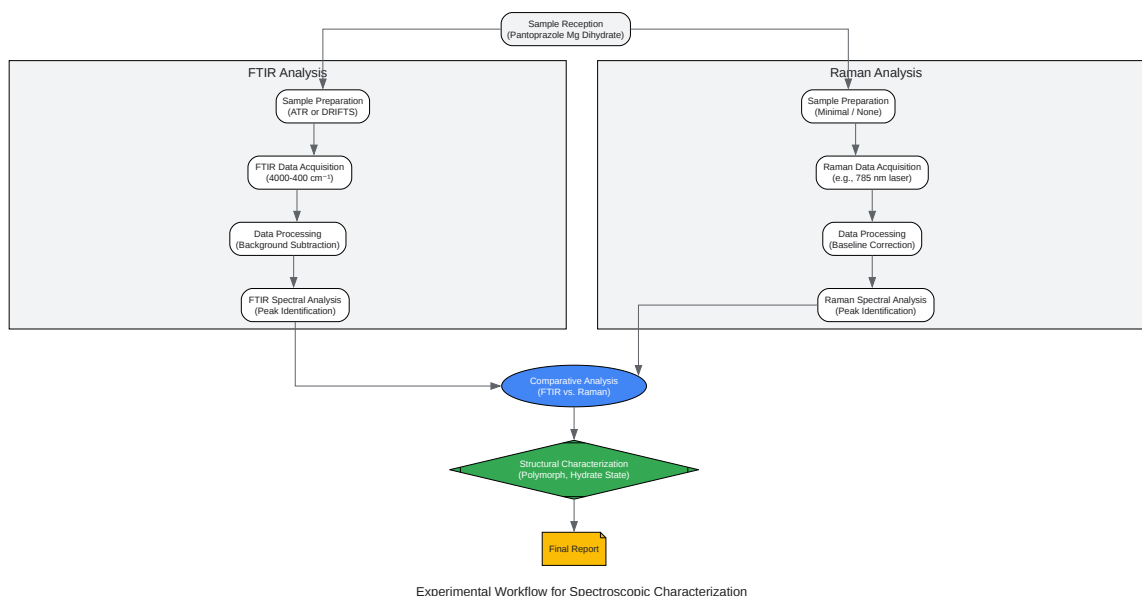 Sample Reception
(Pantoprazole Mg Dihydrate)
FTIR Analysis
Sample Preparation
(ATR or DRIFTS)
FTIR Data Acquisition
(4000-400 cm⁻¹)
Data Processing
(Background Subtraction)
FTIR Spectral Analysis
(Peak Identification)
Raman Analysis
Sample Preparation
(Minimal / None)
Raman Data Acquisition
(e.g., 785 nm laser)
Data Processing
(Baseline Correction)
Raman Spectral Analysis
(Peak Identification)
Comparative Analysis
(FTIR vs. Raman)
Structural Characterization
(Polymorph, Hydrate State)
Final Report
Experimental Workflow for Spectroscopic Characterization